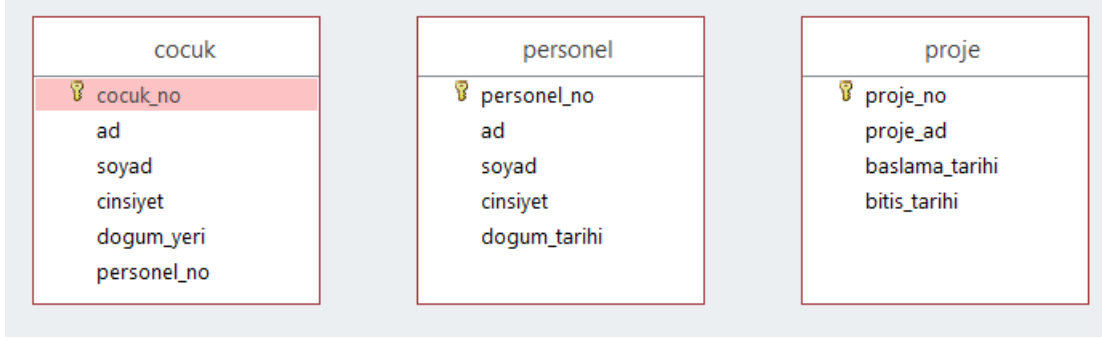 cocuk
cocuk_no
ad
soyad
cinsiyet
dogum_yeri
personel_no
personel
personel_no
ad
soyad
cinsiyet
dogum_tarihi
proje
proje_no
proje_ad
baslama_tarihi
bitis_tarihi